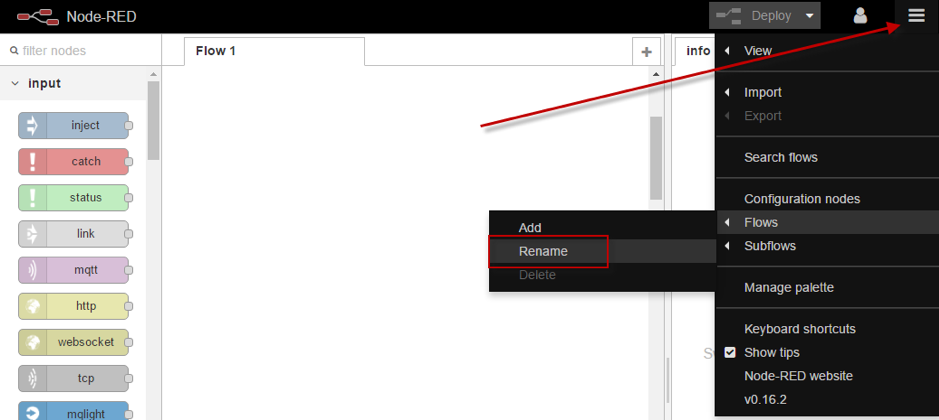 Node-RED
Deploy
filter nodes
Flow 1
info
input
inject
catch
status
link
mqtt
http
websocket
tcp
mqlight
View
Import
Export
Search flows
Configuration nodes
Flows
Subflows
Manage palette
Keyboard shortcuts
Show tips
Node-RED website
v0.16.2
Add
Rename
Delete